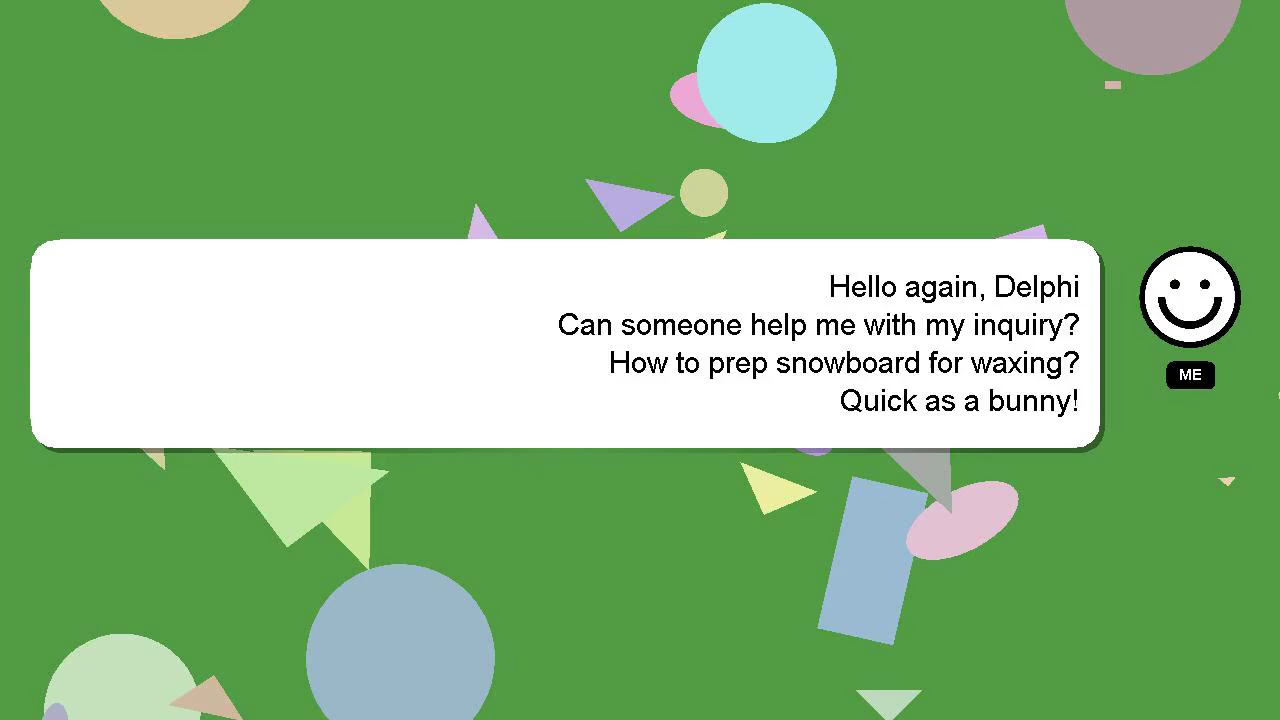 Hello again, Delphi
Can someone help me with my inquiry?
How to prep snowboard for waxing?
Quick as a bunny!
ME